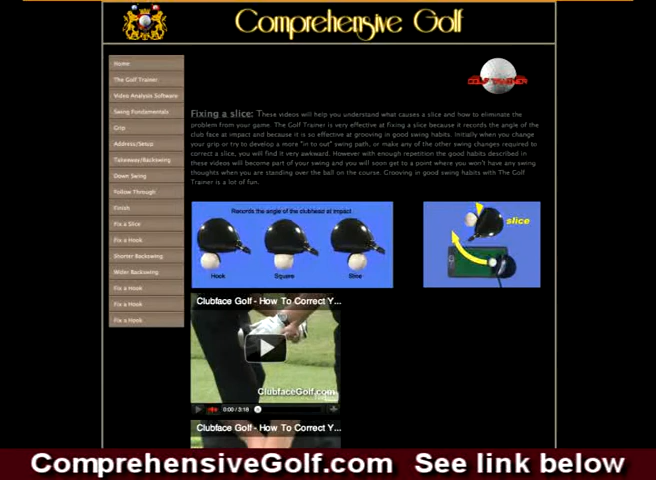 Comprehensive Golf
Home
The Golf Trainer
Video Analysis Software
Swing Fundamentals
Grip
Address/Setup
Takeaway/Backswing
Down Swing
Follow Through
Finish
Fix a Slice
Fix a Hook
Shorter Backswing
Wider Backswing
Fix a Hook
Fix a Hook
Fix a Hook
GOLF TRAINER
Fixing a slice: These videos will help you understand what causes a slice and how to eliminate the
problem from your game. The Golf Trainer is very effective at fixing a slice because it records the angle of the
club face at impact and because it is so effective at grooving in good swing habits. Initially when you change
your grip or try to develop a more "in to out" swing path, or make any of the other swing changes required to
correct a slice, you will find it very awkward. However with enough repetition the good habits described in
these videos will become part of your swing and you will soon get to a point where you won't have any swing
thoughts when you are standing over the ball on the course. Grooving in good swing habits with The Golf
Trainer is a lot of fun.
Records the angle of the clubhead at impact.
Hook Square Slice
slice
Clubface Golf - How To Correct Y...
ClubfaceGolf.com
0:00 / 3:18
Clubface Golf - How To Correct Y...
ComprehensiveGolf.com See link below